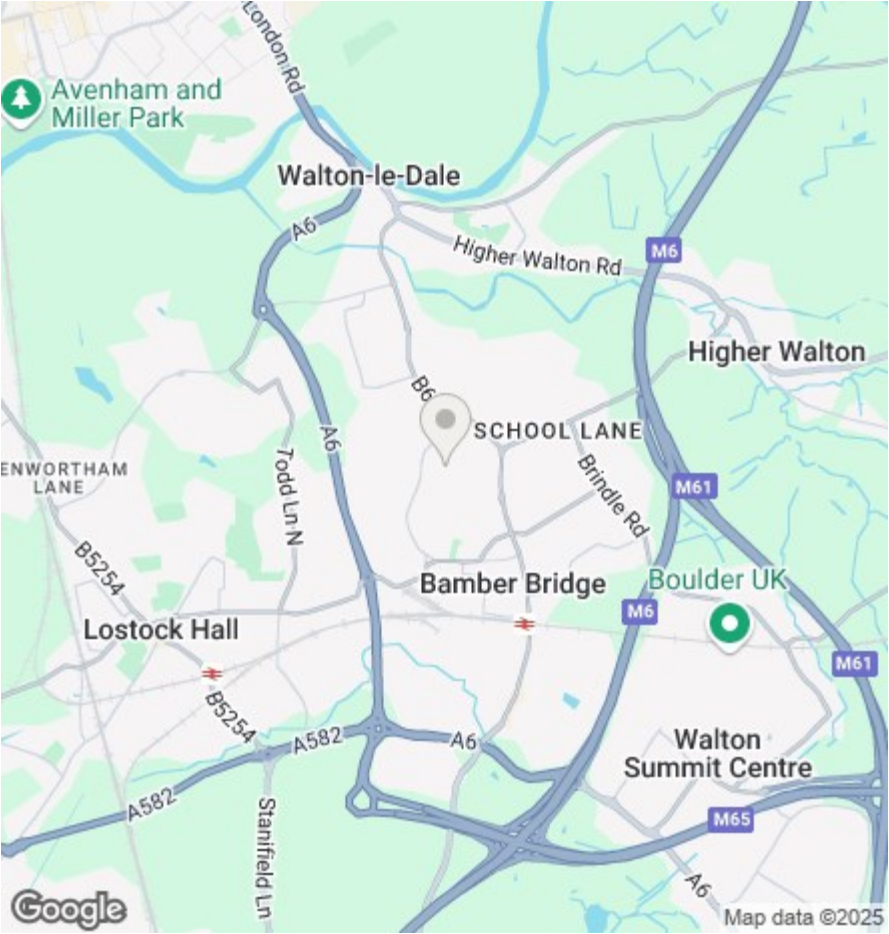 London Rd
Avenham and
Miller Park
Walton-le-Dale
A6
Higher Walton Rd
M6
Higher Walton
B6
SCHOOL LANE
A6
ENWORTHAM
LANE
Todd Ln N
Brindle Rd
M61
B5254
Bamber Bridge
Boulder UK
M6
Lostock Hall
M61
B5254
A582
A6
Walton
Summit Centre
A582
Stanifield Ln
M65
A6
Google
Map data ©2025